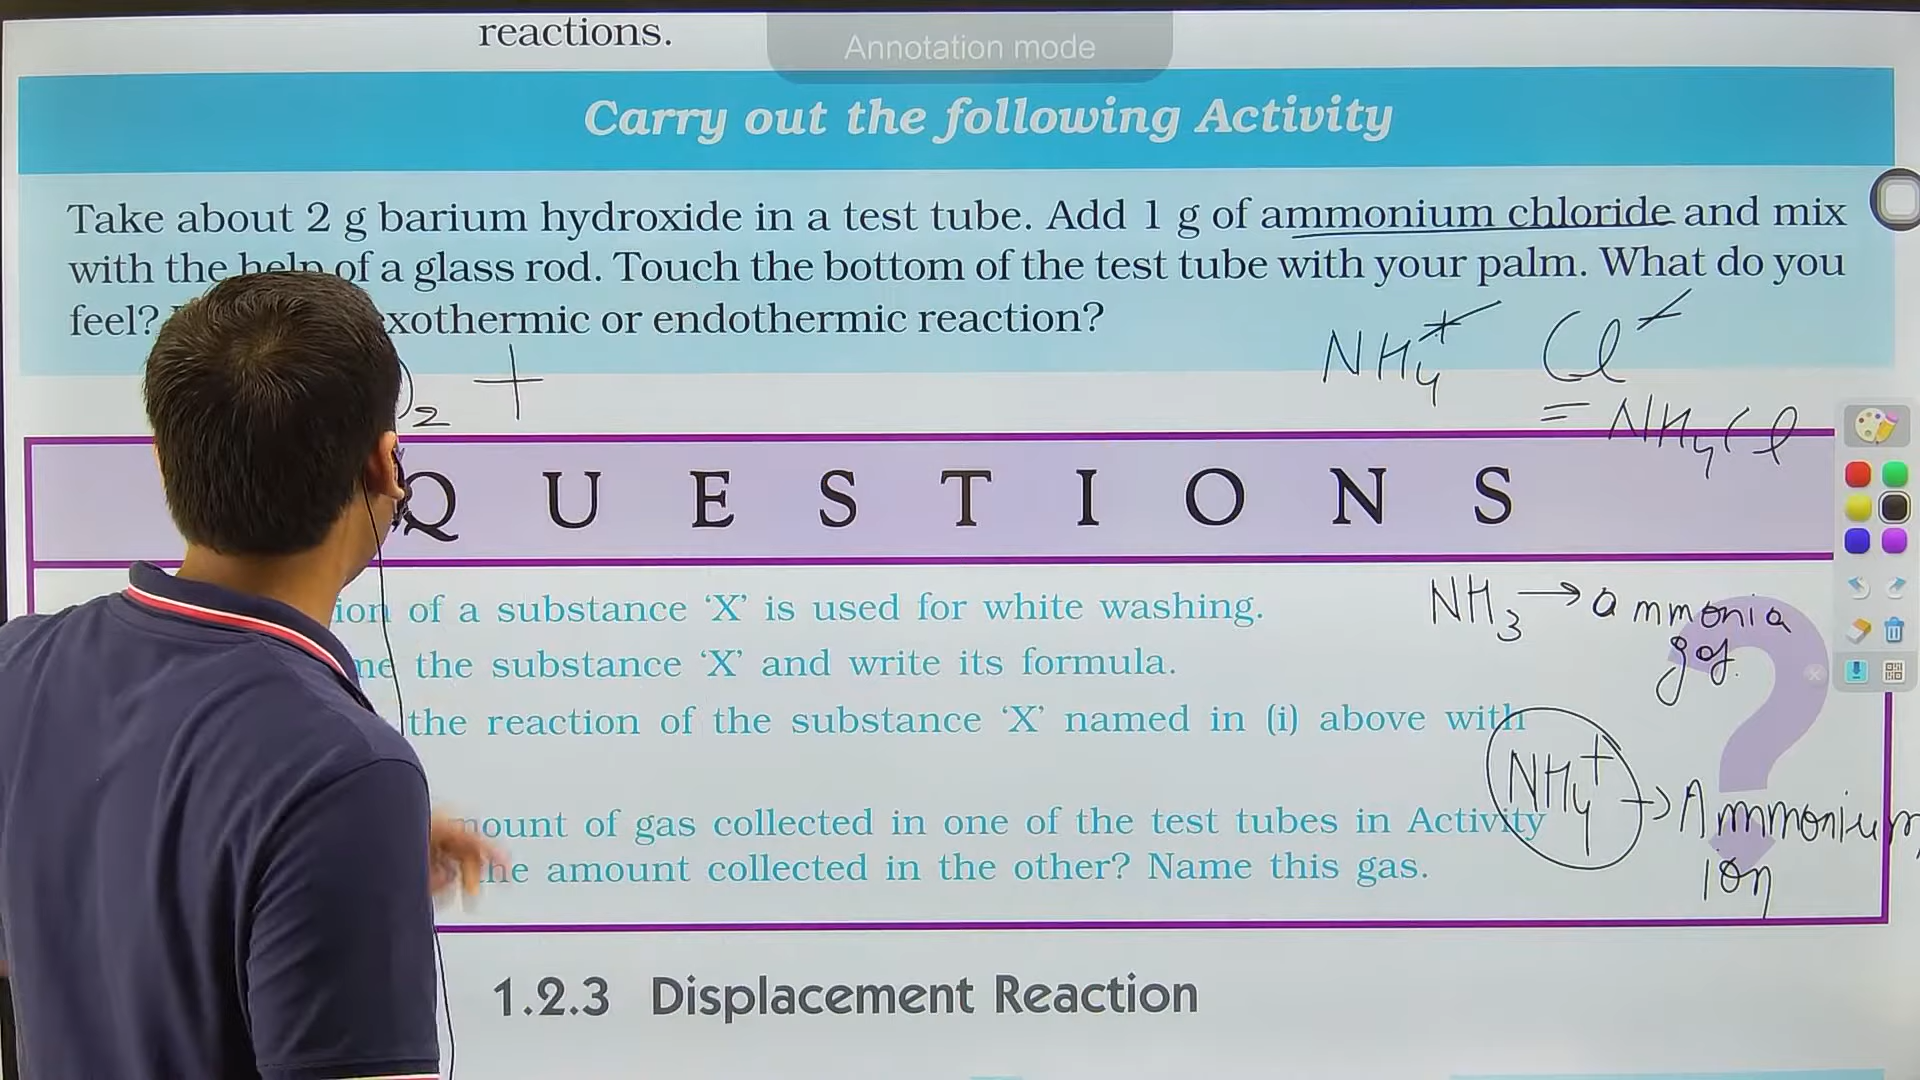 reactions.
Annotation mode
Carry out the following Activity
Take about 2 g barium hydroxide in a test tube. Add 1 g of ammonium chloride and mix
with the help of a glass rod. Touch the bottom of the test tube with your palm. What do you
feel? xothermic or endothermic reaction?
NH₄⁺ Cl⁻
)₂ +
= NH₄Cl
QUESTIONS
ion of a substance ‘X’ is used for white washing.
NH₃ → ammonia
gas.
me the substance ‘X’ and write its formula.
the reaction of the substance ‘X’ named in (i) above with
NH₄⁺ → Ammonium
ion
mount of gas collected in one of the test tubes in Activity
the amount collected in the other? Name this gas.
1.2.3 Displacement Reaction